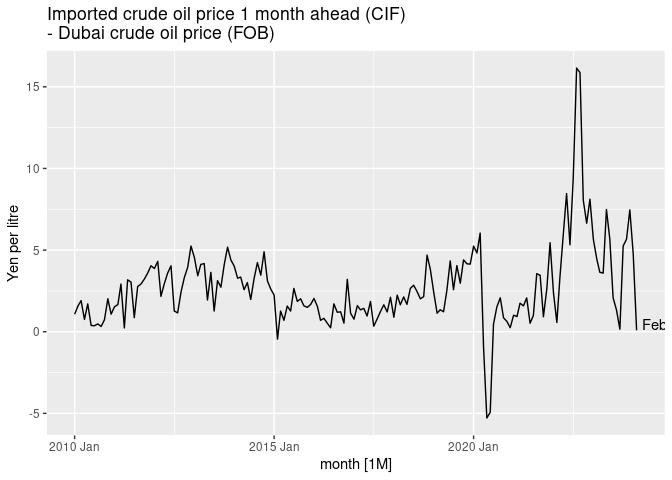 Imported crude oil price 1 month ahead (CIF)
- Dubai crude oil price (FOB)
Yen per litre
15
10
5
0
-5
Feb
2010 Jan
2015 Jan
2020 Jan
month [1M]